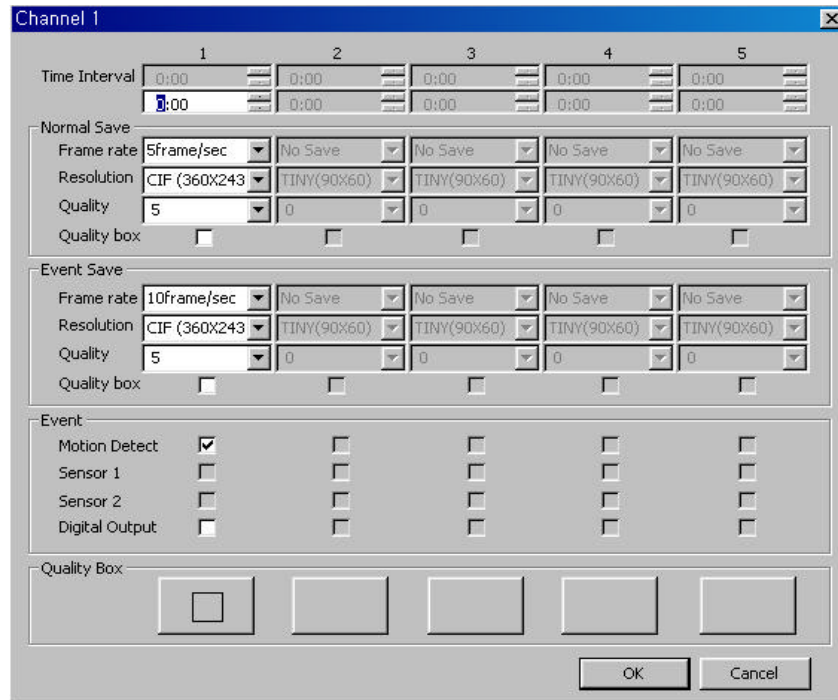 Channel 1
1 2 3 4 5
Time Interval 0:00 0:00 0:00 0:00 0:00
0:00 0:00 0:00 0:00 0:00
Normal Save
Frame rate 5frame/sec No Save No Save No Save No Save
Resolution CIF (360X243 TINY(90X60) TINY(90X60) TINY(90X60) TINY(90X60)
Quality 5 0 0 0 0
Quality box
Event Save
Frame rate 10frame/sec No Save No Save No Save No Save
Resolution CIF (360X243 TINY(90X60) TINY(90X60) TINY(90X60) TINY(90X60)
Quality 5 0 0 0 0
Quality box
Event
Motion Detect
Sensor 1
Sensor 2
Digital Output
Quality Box
OK Cancel